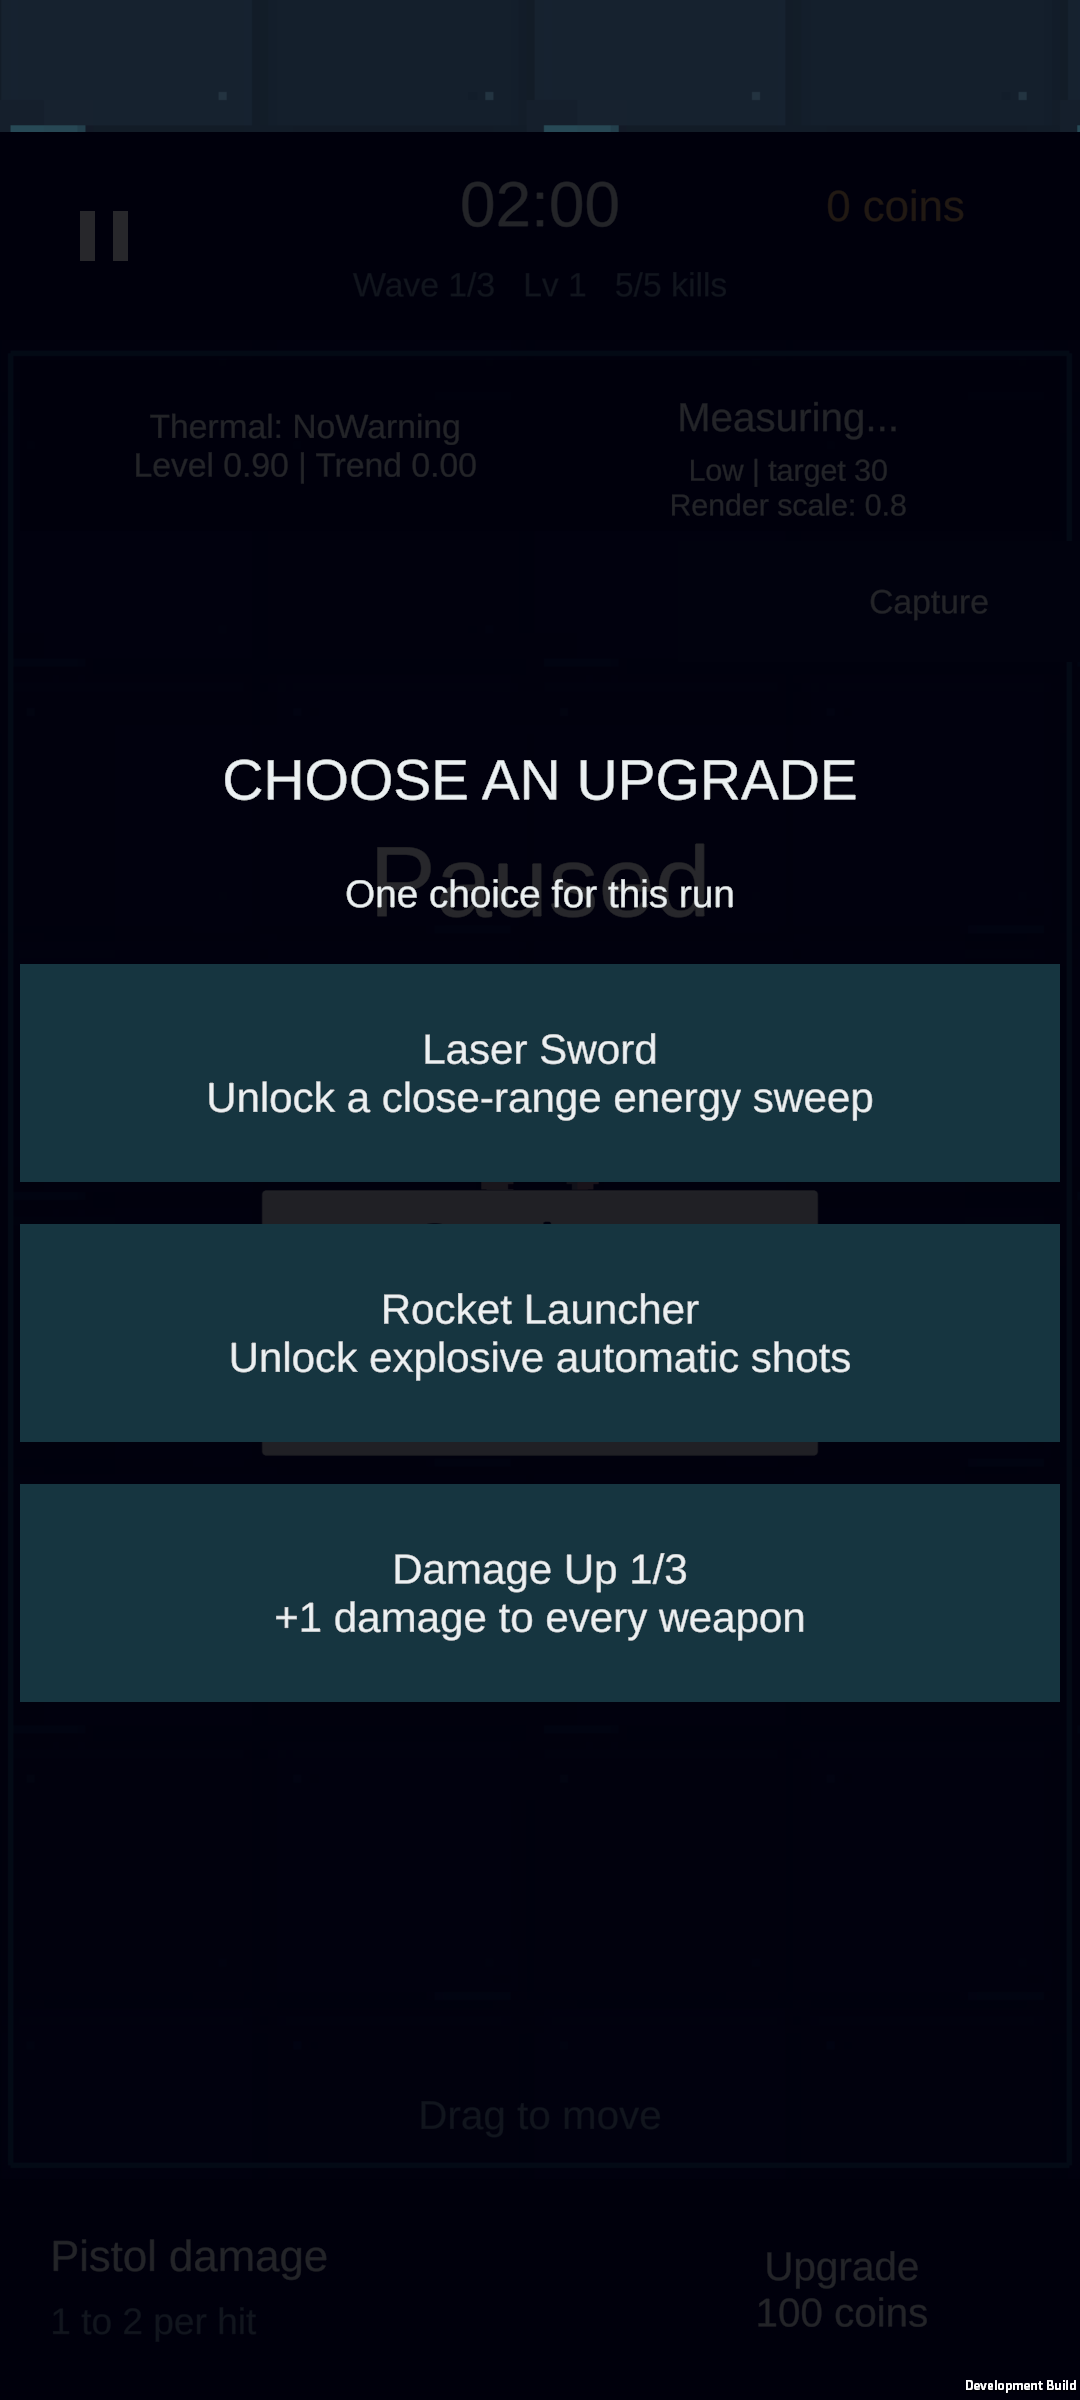 02:00
0 coins
Wave 1/3 Lv 1 5/5 kills
Thermal: NoWarning
Level 0.90 | Trend 0.00
Measuring...
Low | target 30
Render scale: 0.8
Capture
CHOOSE AN UPGRADE
Paused
One choice for this run
Laser Sword
Unlock a close-range energy sweep
Rocket Launcher
Unlock explosive automatic shots
Damage Up 1/3
+1 damage to every weapon
Drag to move
Pistol damage
1 to 2 per hit
Upgrade
100 coins
Development Build